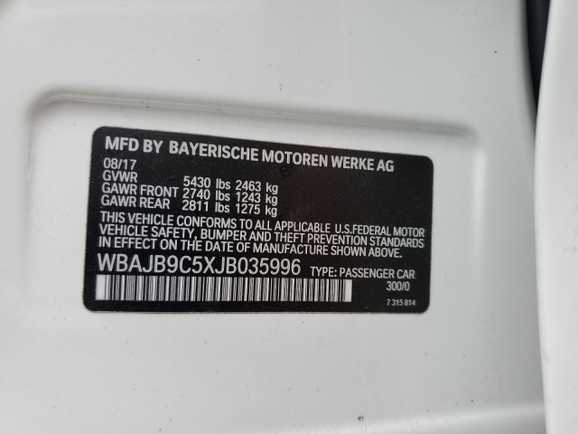 MFD BY BAYERISCHE MOTOREN WERKE AG
08/17
GVWR 5430 lbs 2463 kg
GAWR FRONT 2740 lbs 1243 kg
GAWR REAR 2811 lbs 1275 kg
THIS VEHICLE CONFORMS TO ALL APPLICABLE U.S.FEDERAL MOTOR
VEHICLE SAFETY, BUMPER AND THEFT PREVENTION STANDARDS
IN EFFECT ON THE DATE OF MANUFACTURE SHOWN ABOVE.
WBAJB9C5XJB035996 TYPE: PASSENGER CAR
300/0
7 315 814